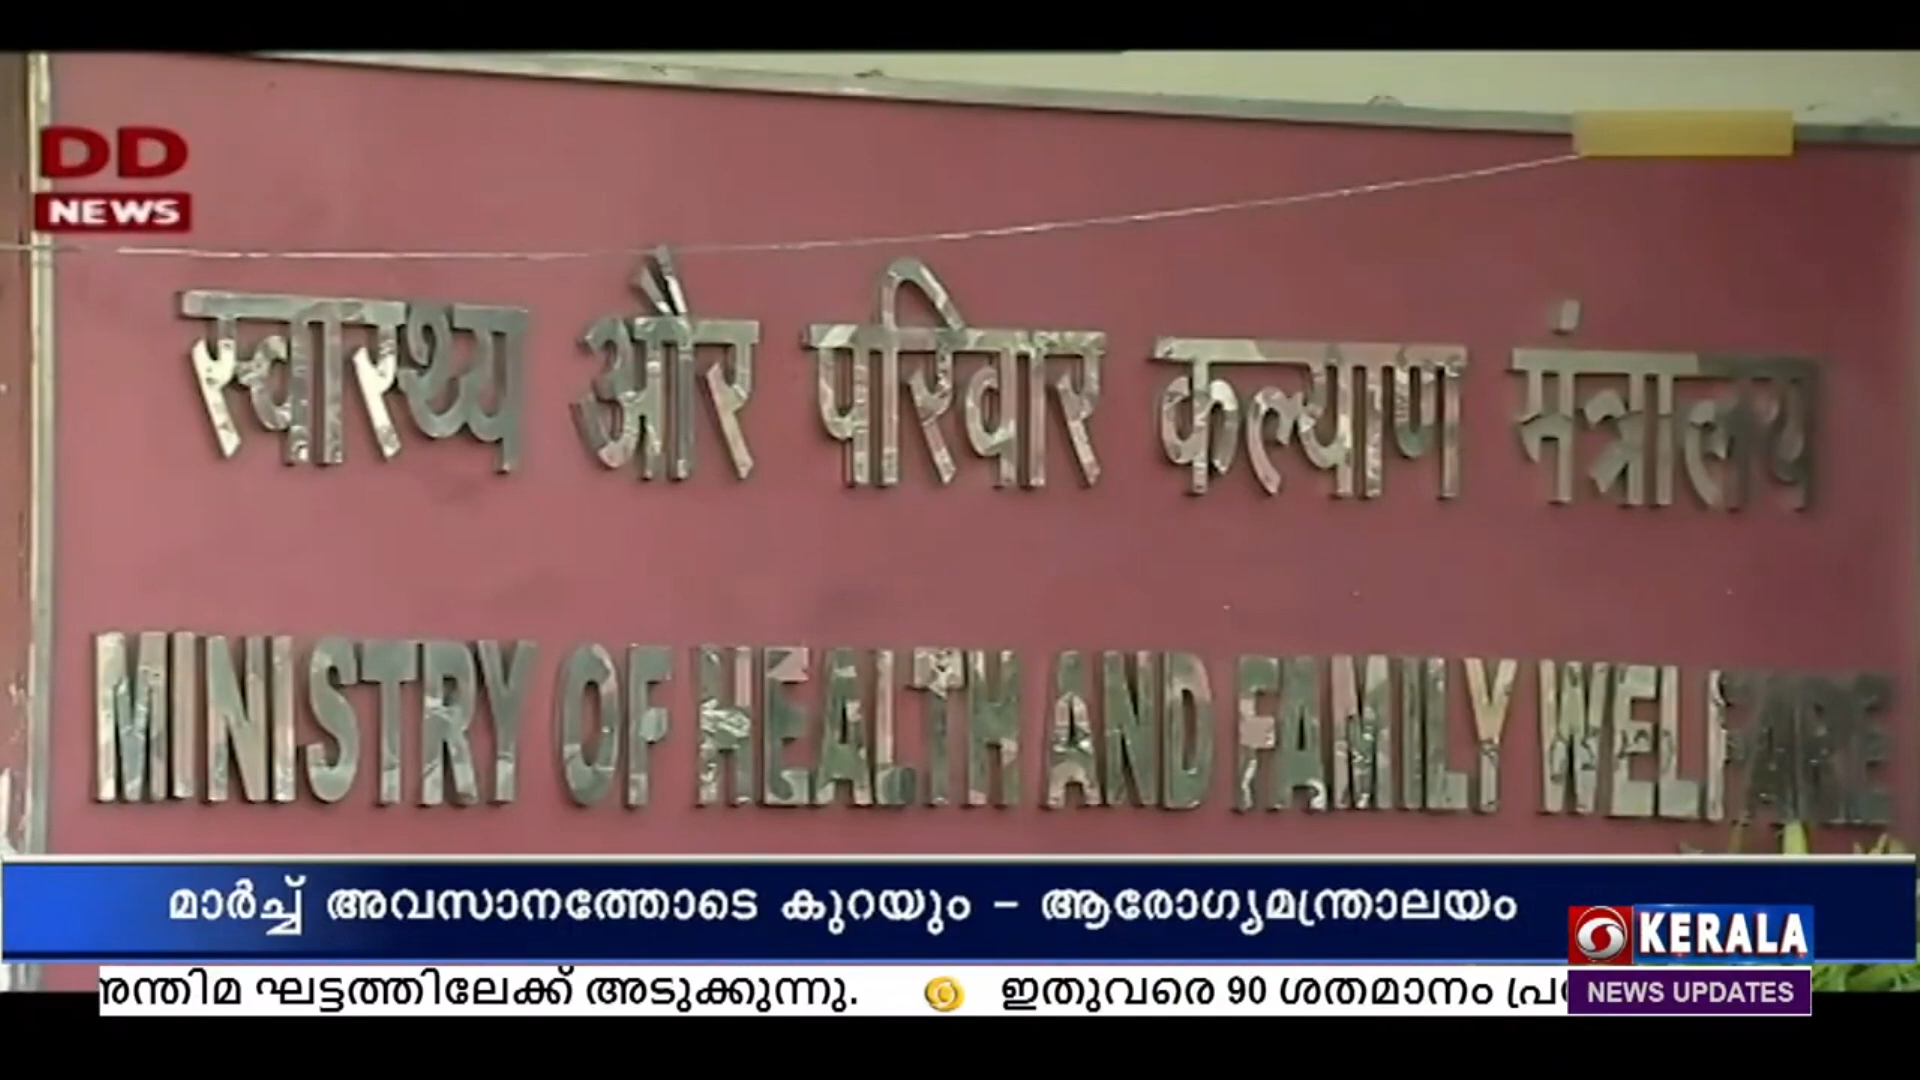 DD
NEWS
स्वास्थ्य और परिवार कल्याण मंत्रालय
MINISTRY OF HEALTH AND FAMILY WELFARE
മാർച്ച് അവസാനത്തോടെ കുറയും - ആരോഗ്യമന്ത്രാലയം
KERALA
അന്തിമ ഘട്ടത്തിലേക്ക് അടുക്കുന്നു. ഇതുവരെ 90 ശതമാനം
NEWS UPDATES